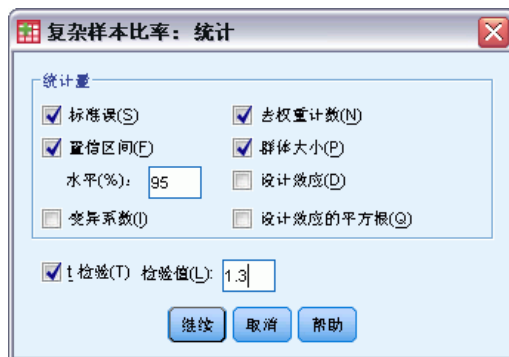 复杂样本比率：统计
统计量
标准误(S) 去权重计数(N)
置信区间(F) 群体大小(P)
水平(%)： 95 设计效应(D)
变异系数(I) 设计效应的平方根(Q)
t 检验(T) 检验值(L): 1.3
继续 取消 帮助